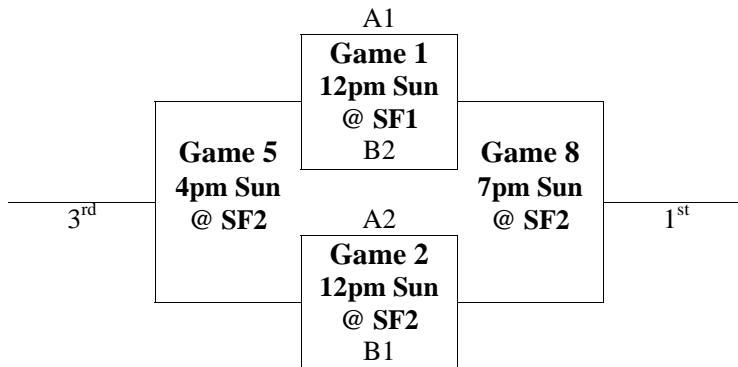 A1
Game 1
12pm Sun
@ SF1
B2
Game 5
4pm Sun
@ SF2
Game 8
7pm Sun
@ SF2
3rd
1st
A2
Game 2
12pm Sun
@ SF2
B1